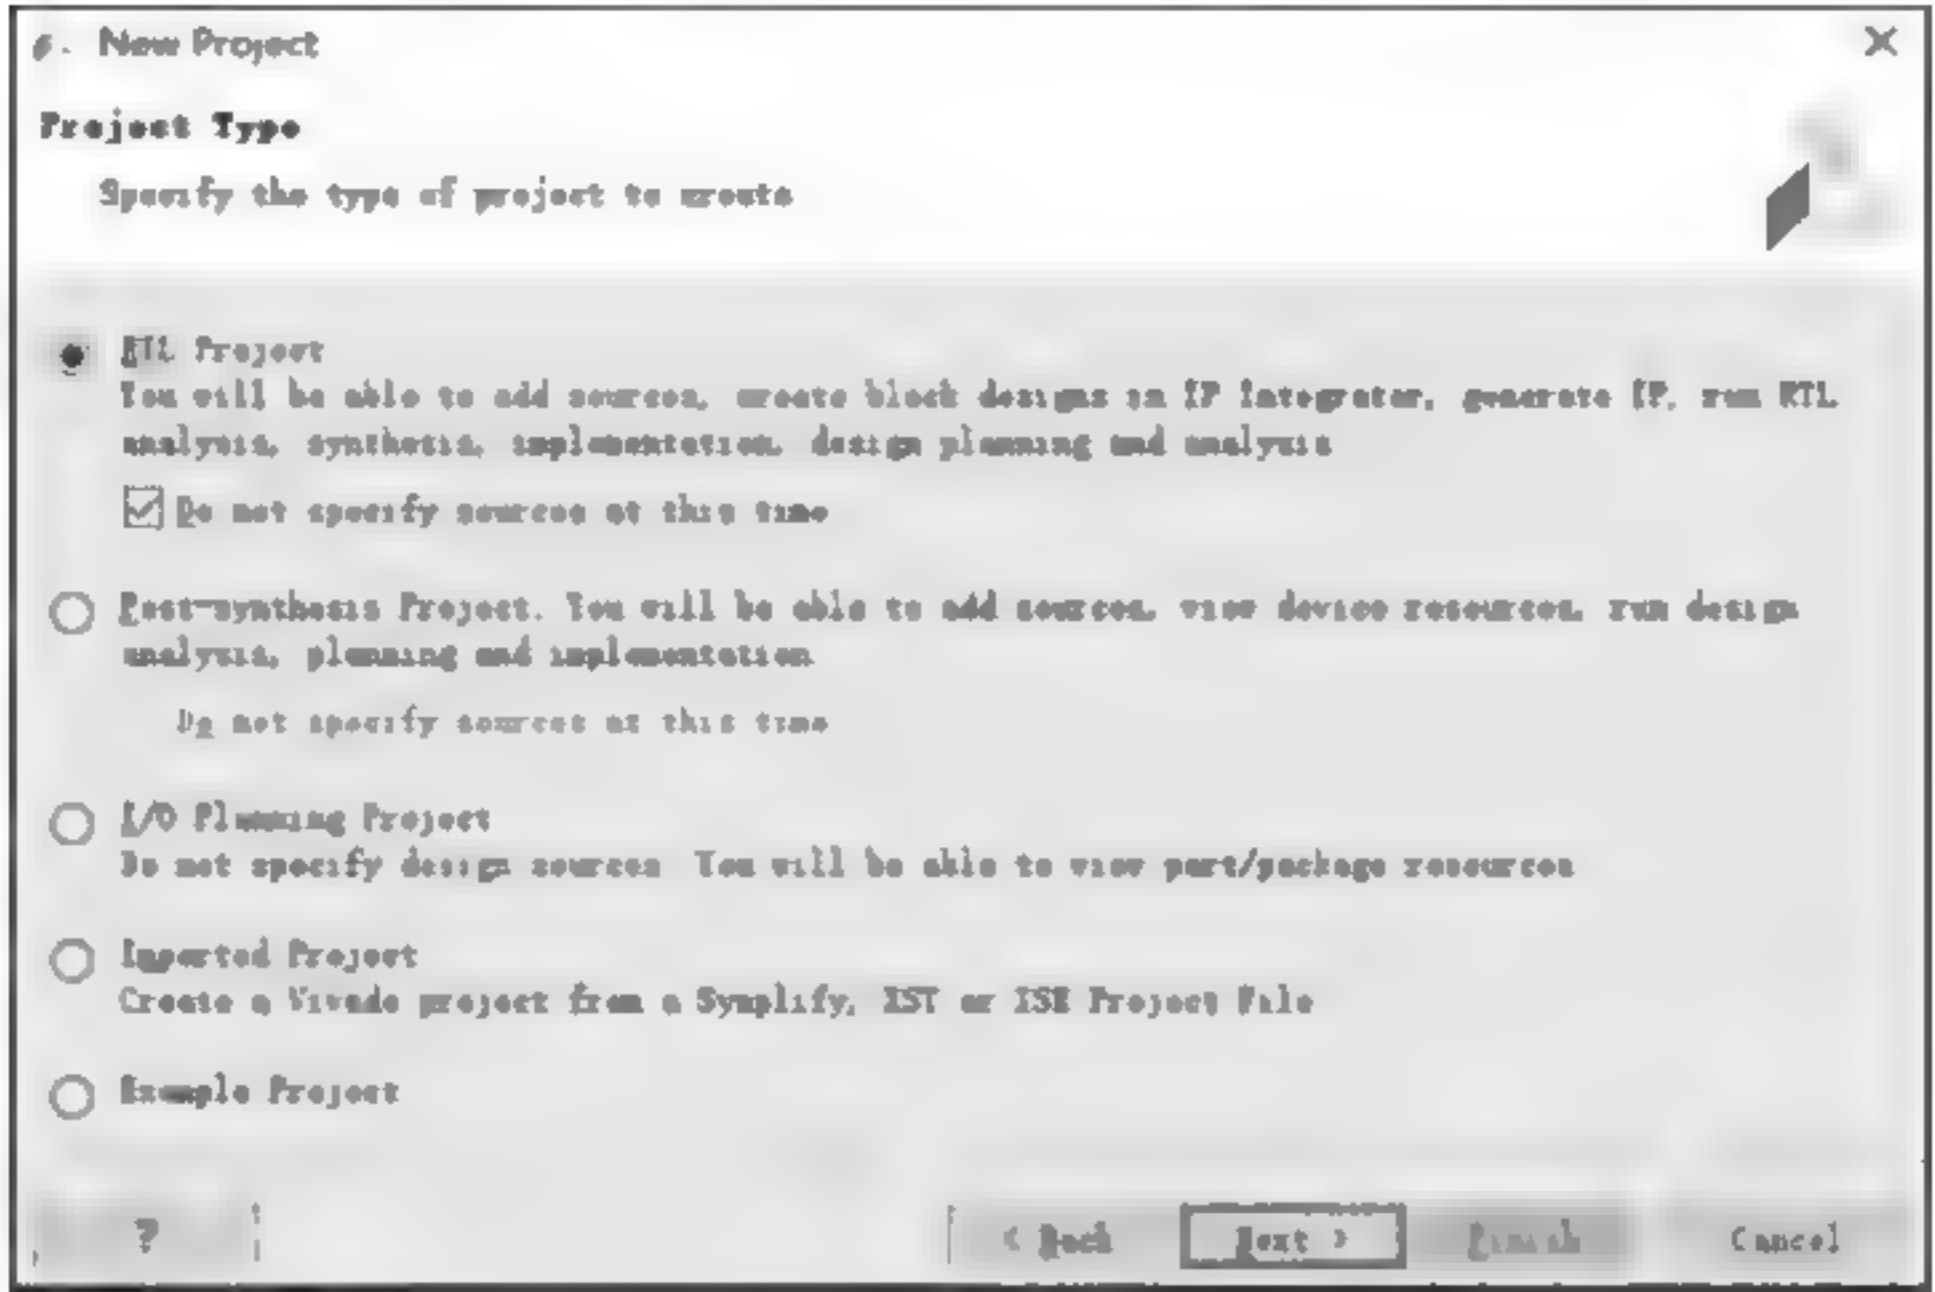 New Project
Project Type
Specify the type of project to create
RTL Project
You will be able to add sources, create block designs in IP Integrator, generate IP, run RTL
analysis, synthesis, implementation, design planning and analysis
Do not specify sources at this time
Post-synthesis Project. You will be able to add sources, view device resources, run design
analysis, planning and implementation
Do not specify sources at this time
I/O Planning Project
Do not specify design sources You will be able to view part/package resources
Imported Project
Create a Vivado project from a Synplify, XST or ISE Project File
Example Project
?
< Back
Next >
Finish
Cancel